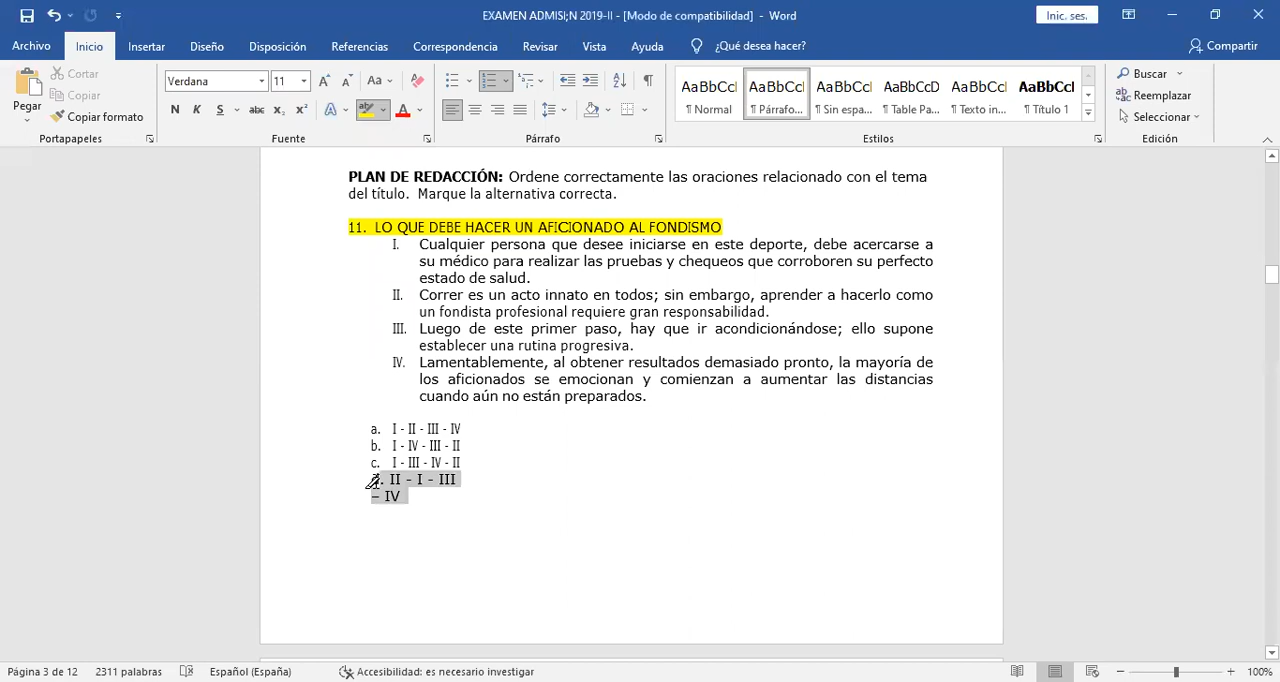 EXAMEN ADMISI;N 2019-II - [Modo de compatibilidad] - Word
Inic. ses.
Archivo Inicio Insertar Diseño Disposición Referencias Correspondencia Revisar Vista Ayuda ¿Qué desea hacer? Compartir
Pegar
Cortar
Copiar
Copiar formato
Portapapeles
Verdana 11
Aa
N K S abc x₂ x² A A
Fuente
Párrafo
AaBbCcl AaBbCcl AaBbCcl AaBbCcD AaBbCcl AaBbCcl
¶ Normal ¶ Párrafo... ¶ Sin espa... ¶ Table Pa... ¶ Texto in... ¶ Título 1
Estilos
Buscar
Reemplazar
Seleccionar
Edición
PLAN DE REDACCIÓN: Ordene correctamente las oraciones relacionado con el tema
del título. Marque la alternativa correcta.
11. LO QUE DEBE HACER UN AFICIONADO AL FONDISMO
I. Cualquier persona que desee iniciarse en este deporte, debe acercarse a
su médico para realizar las pruebas y chequeos que corroboren su perfecto
estado de salud.
II. Correr es un acto innato en todos; sin embargo, aprender a hacerlo como
un fondista profesional requiere gran responsabilidad.
III. Luego de este primer paso, hay que ir acondicionándose; ello supone
establecer una rutina progresiva.
IV. Lamentablemente, al obtener resultados demasiado pronto, la mayoría de
los aficionados se emocionan y comienzan a aumentar las distancias
cuando aún no están preparados.
a. I - II - III - IV
b. I - IV - III - II
c. I - III - IV - II
II - I - III
– IV
Página 3 de 12 2311 palabras Español (España) Accesibilidad: es necesario investigar 100%